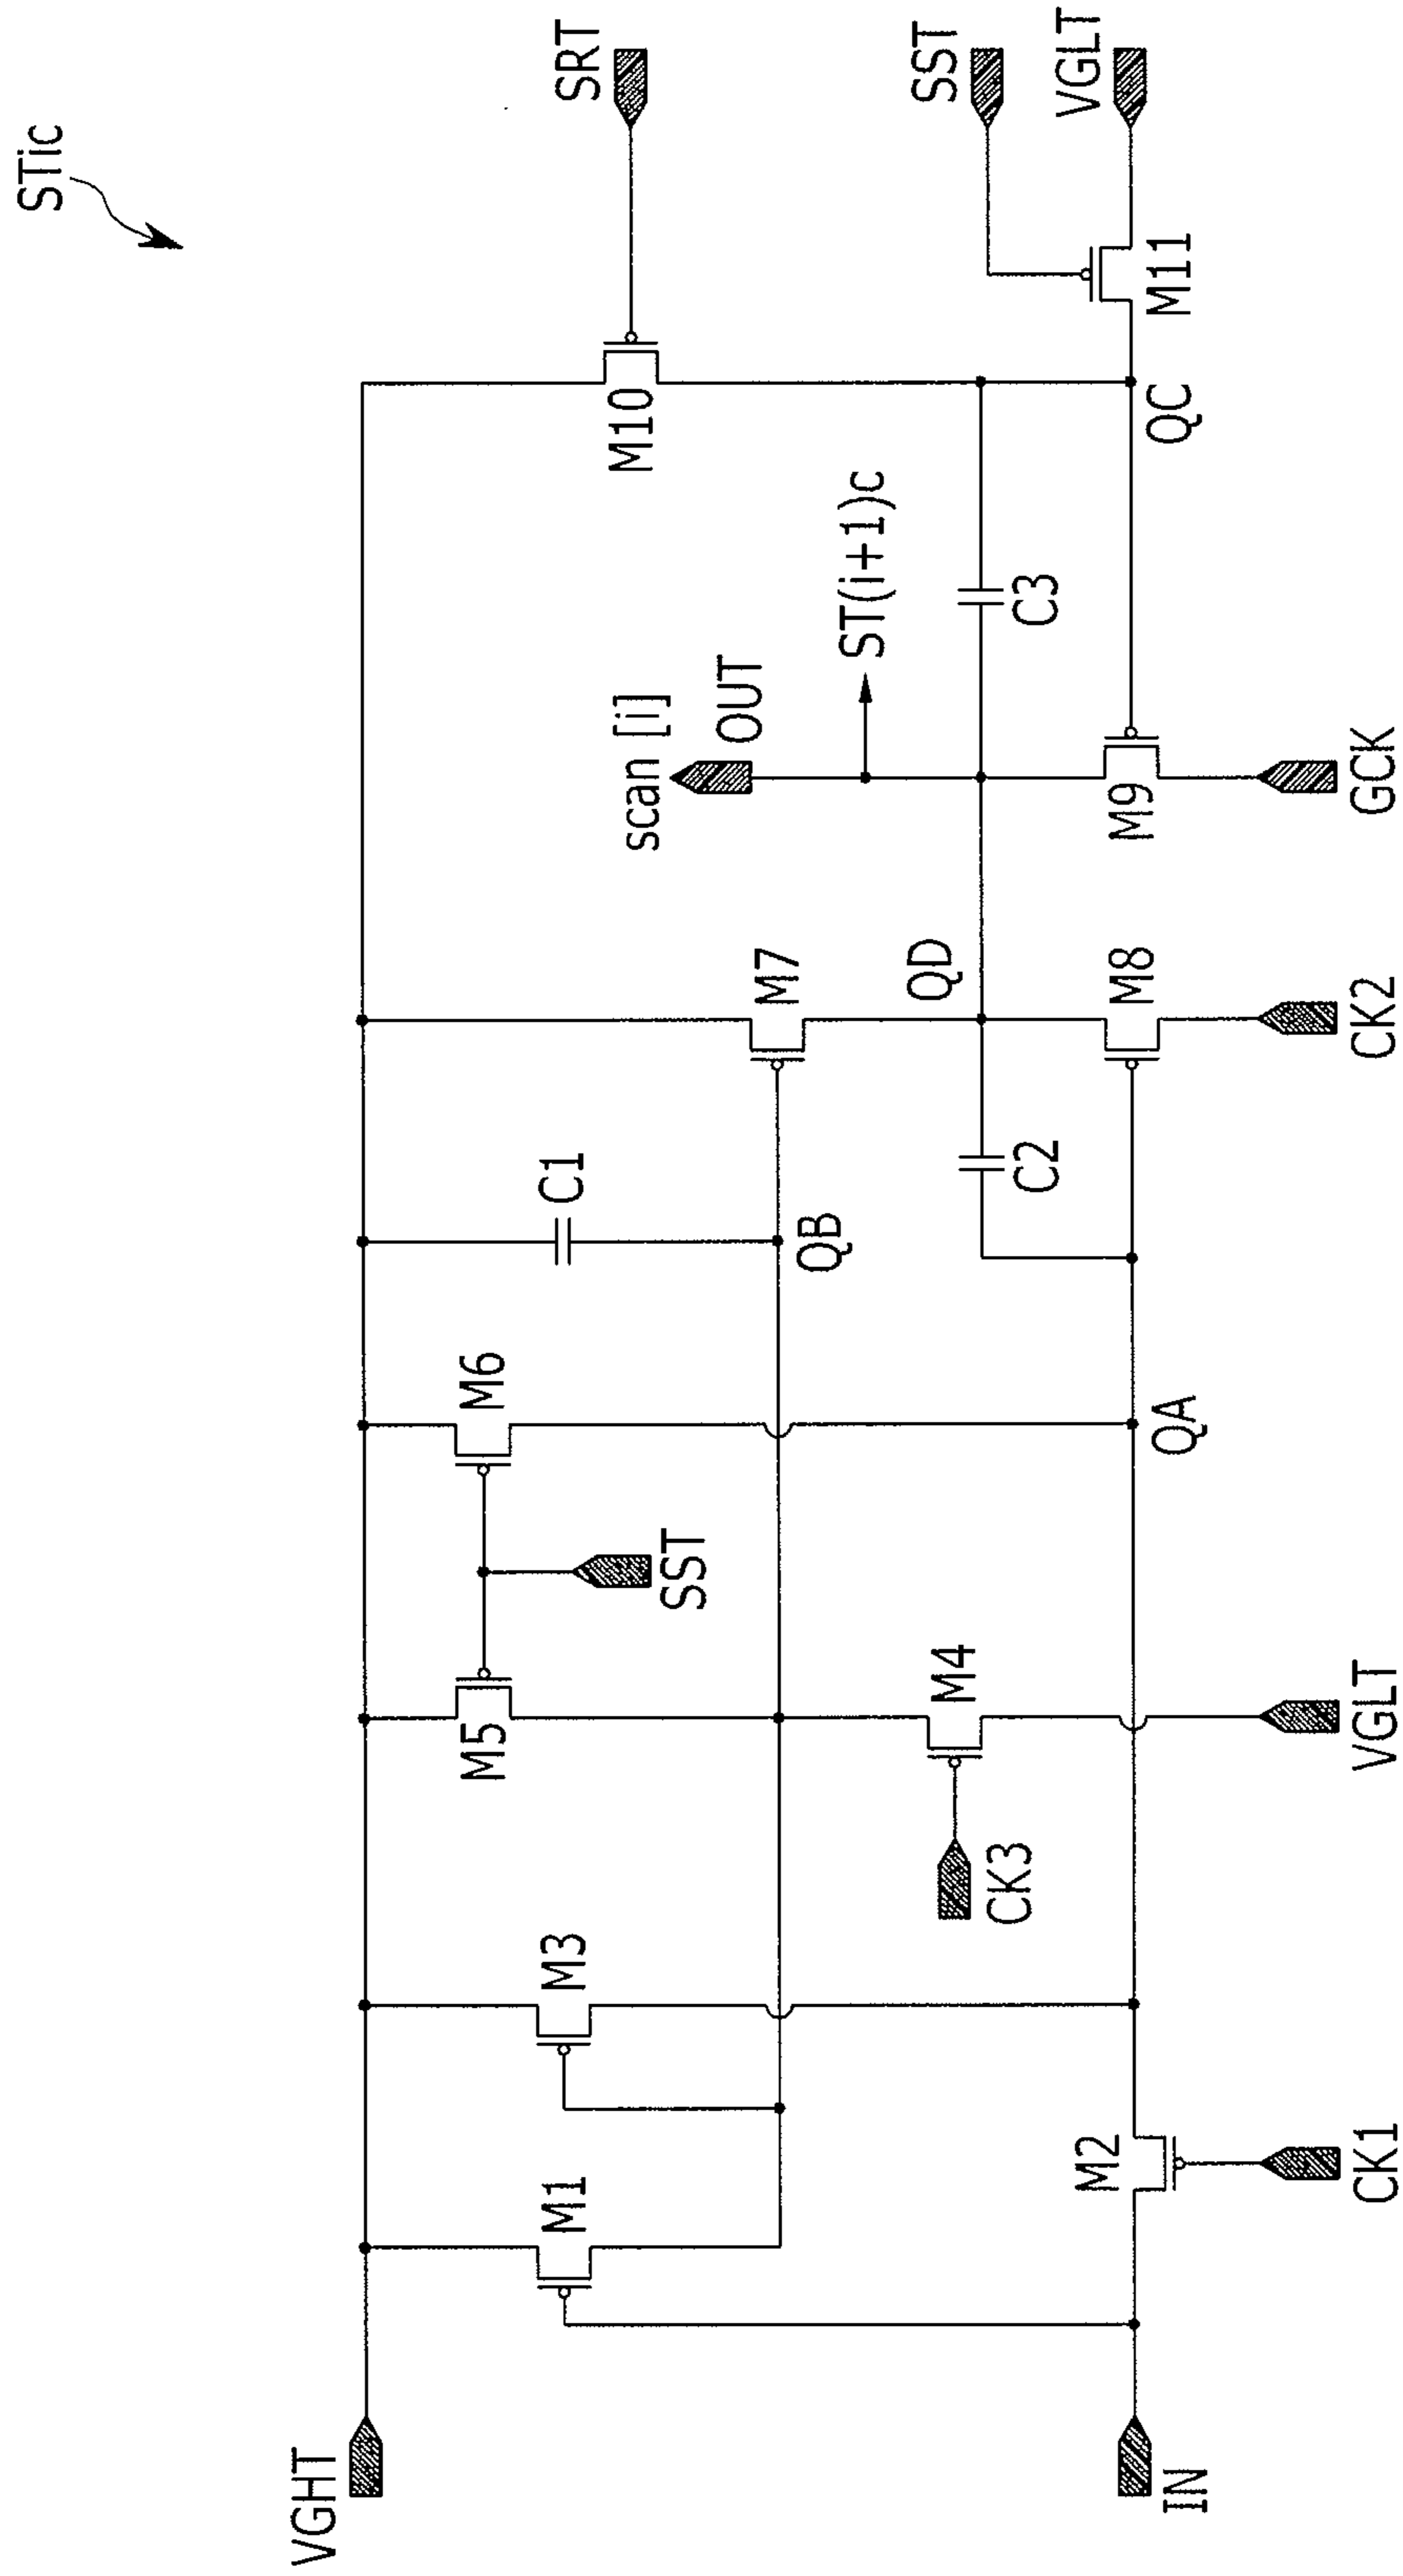 STic
SRT
SST
VGLT
M10
M11
QC
ST(i+1)c
C3
scan [i]
OUT
M9
GCK
M7
QD
M8
CK2
C1
C2
QB
M6
QA
SST
M5
M4
VGLT
CK3
M3
M1
M2
CK1
VGHT
IN